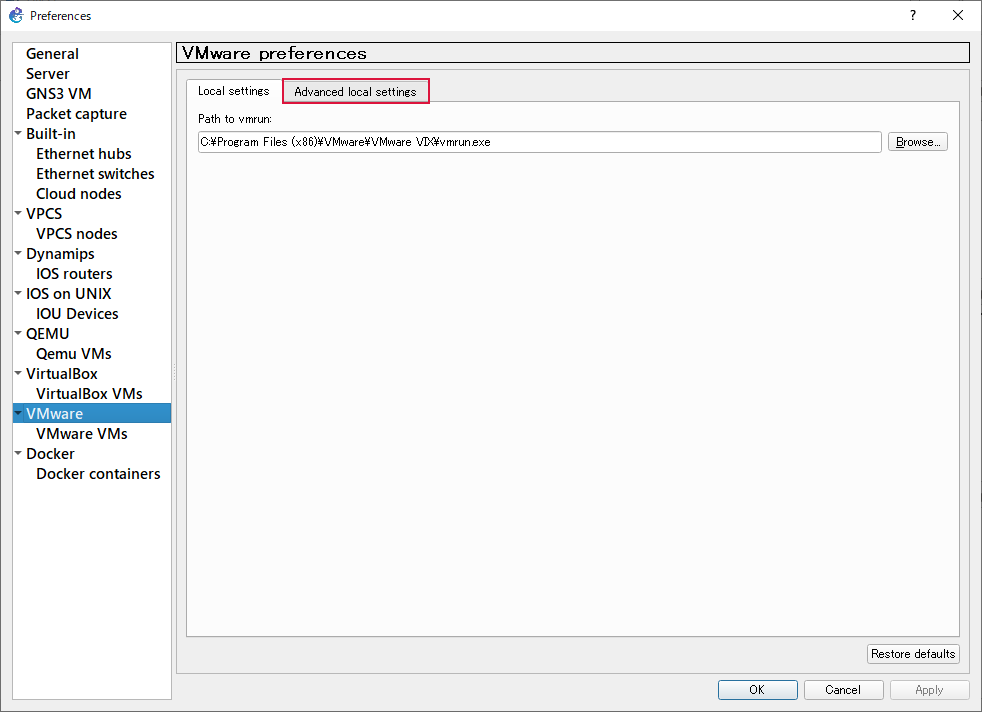 Preferences
General
Server
GNS3 VM
Packet capture
Built-in
Ethernet hubs
Ethernet switches
Cloud nodes
VPCS
VPCS nodes
Dynamips
IOS routers
IOS on UNIX
IOU Devices
QEMU
Qemu VMs
VirtualBox
VirtualBox VMs
VMware
VMware VMs
Docker
Docker containers
VMware preferences
Local settings
Advanced local settings
Path to vmrun:
C:¥Program Files (x86)¥VMware¥VMware VIX¥vmrun.exe
Browse...
Restore defaults
OK
Cancel
Apply